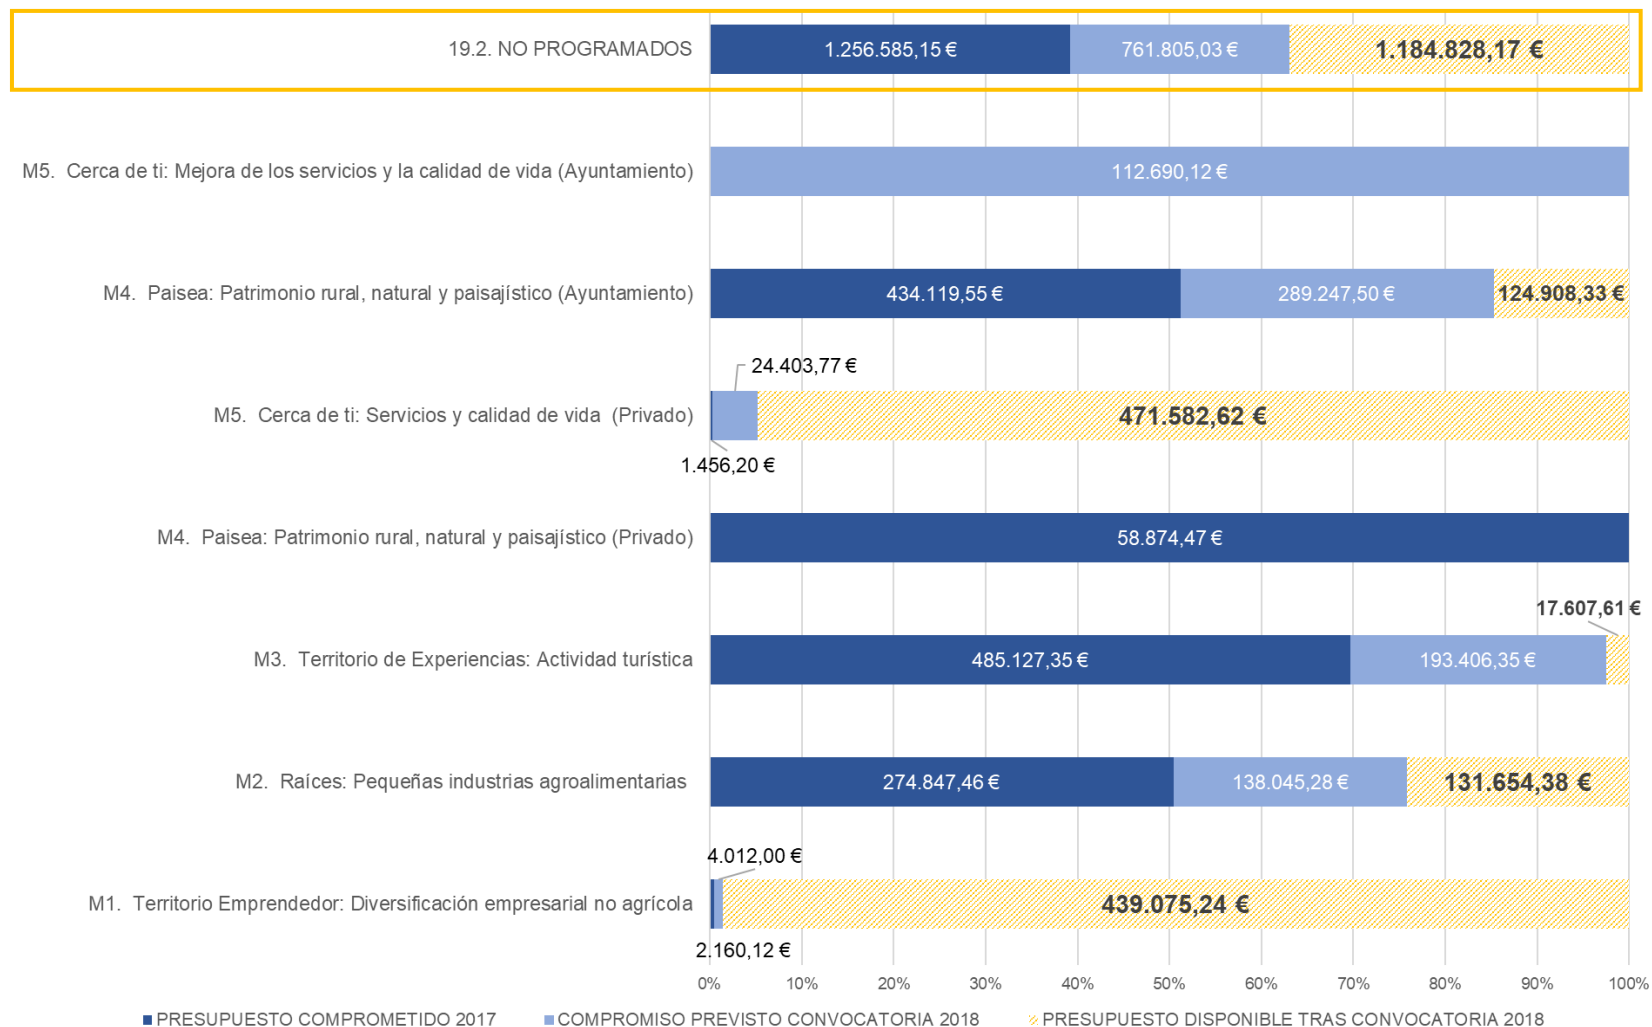 19.2. NO PROGRAMADOS
1.256.585,15 €
761.805,03 €
1.184.828,17 €
M5. Cerca de ti: Mejora de los servicios y la calidad de vida (Ayuntamiento)
112.690,12 €
M4. Paisea: Patrimonio rural, natural y paisajístico (Ayuntamiento)
434.119,55 €
289.247,50 €
124.908,33 €
24.403,77 €
M5. Cerca de ti: Servicios y calidad de vida (Privado)
471.582,62 €
1.456,20 €
M4. Paisea: Patrimonio rural, natural y paisajístico (Privado)
58.874,47 €
17.607,61 €
M3. Territorio de Experiencias: Actividad turística
485.127,35 €
193.406,35 €
M2. Raíces: Pequeñas industrias agroalimentarias
274.847,46 €
138.045,28 €
131.654,38 €
4.012,00 €
M1. Territorio Emprendedor: Diversificación empresarial no agrícola
439.075,24 €
2.160,12 €
0% 10% 20% 30% 40% 50% 60% 70% 80% 90% 100%
PRESUPUESTO COMPROMETIDO 2017
COMPROMISO PREVISTO CONVOCATORIA 2018
PRESUPUESTO DISPONIBLE TRAS CONVOCATORIA 2018